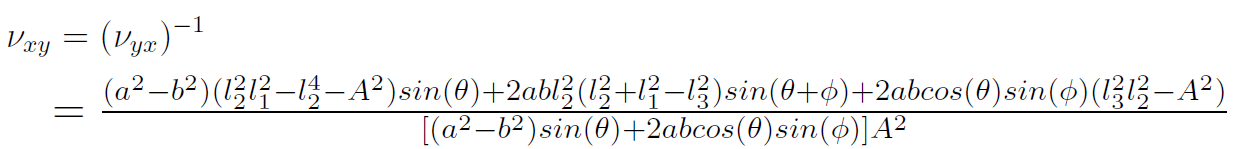 ν_{xy} = (ν_{yx})^{-1}
= \frac{(a^2-b^2)(l_2^2l_1^2-l_2^4-A^2)sin(θ)+2abl_2^2(l_2^2+l_1^2-l_3^2)sin(θ+ϕ)+2abcos(θ)sin(ϕ)(l_3^2l_2^2-A^2)}{[(a^2-b^2)sin(θ)+2abcos(θ)sin(ϕ)]A^2}